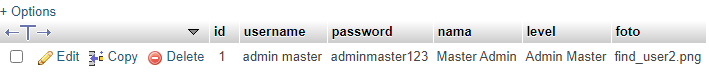 + Options
←T→ id username password nama level foto
Edit Copy Delete 1 admin master adminmaster123 Master Admin Admin Master find_user2.png